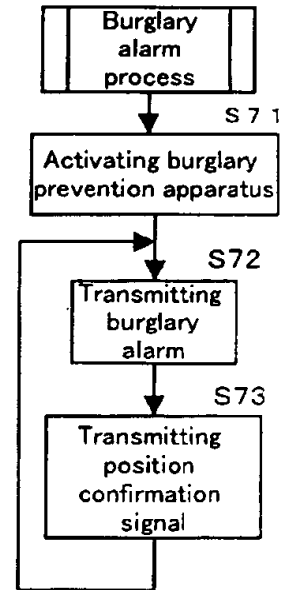 Burglary
alarm
process
S71
Activating burglary
prevention apparatus
S72
Transmitting
burglary
alarm
S73
Transmitting
position
confirmation
signal